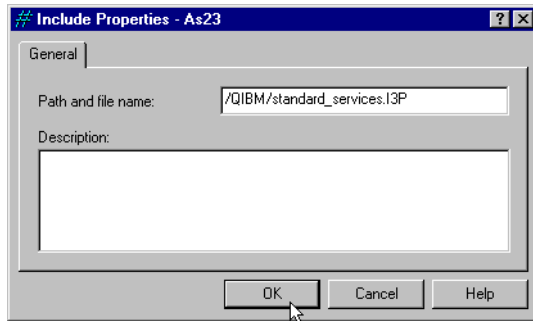 Include Properties - As23
General
Path and file name: /QIBM/standard_services.I3P
Description:
OK Cancel Help